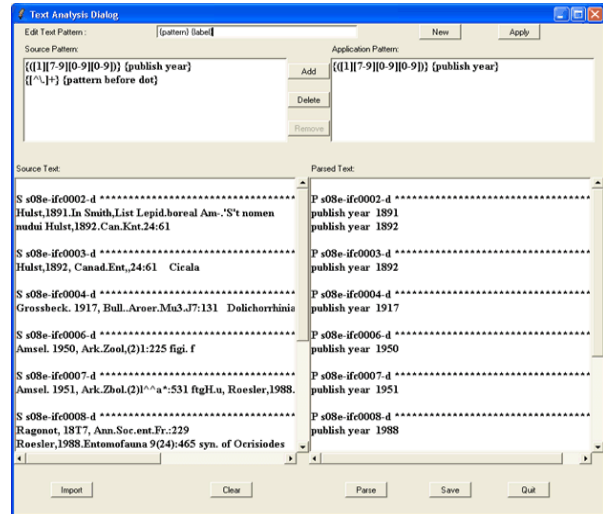 Text Analysis Dialog
Edit Text Pattern :
{pattern} {label}
New
Apply
Source Pattern:
Application Pattern:
{([1][7-9][0-9][0-9])} {publish year}
{[^\.]+} {pattern before dot}
Add
Delete
Remove
{([1][7-9][0-9][0-9])} {publish year}
Source Text:
Parsed Text:
S s08e-ifc0002-d ***********************************
Hulst,1891.In Smith,List Lepid.boreal Am-.'S't nomen
nudui Hulst,1892.Can.Knt.24:61
S s08e-ifc0003-d ***********************************
Hulst,1892, Canad.Ent,,24:61 Cicala
S s08e-ifc0004-d ***********************************
Grossbeck. 1917, Bull..Aroer.Mu3.J7:131 Dolichorrhinia
S s08e-ifc0006-d ***********************************
Amsel. 1950, Ark.Zool,(2)1:225 figi. f
S s08e-ifc0007-d ***********************************
Amsel. 1951, Ark.Zbol.(2)l^^a*:531 ftgH.u, Roesler,1988.
S s08e-ifc0008-d ***********************************
Ragonot, 18T7, Ann.Soc.ent.Fr.:229
Roesler,1988.Entomofauna 9(24):465 syn. of Ocrisiodes
P s08e-ifc0002-d ***********************************
publish year 1891
publish year 1892
P s08e-ifc0003-d ***********************************
publish year 1892
P s08e-ifc0004-d ***********************************
publish year 1917
P s08e-ifc0006-d ***********************************
publish year 1950
P s08e-ifc0007-d ***********************************
publish year 1951
P s08e-ifc0008-d ***********************************
publish year 1988
Import
Clear
Parse
Save
Quit